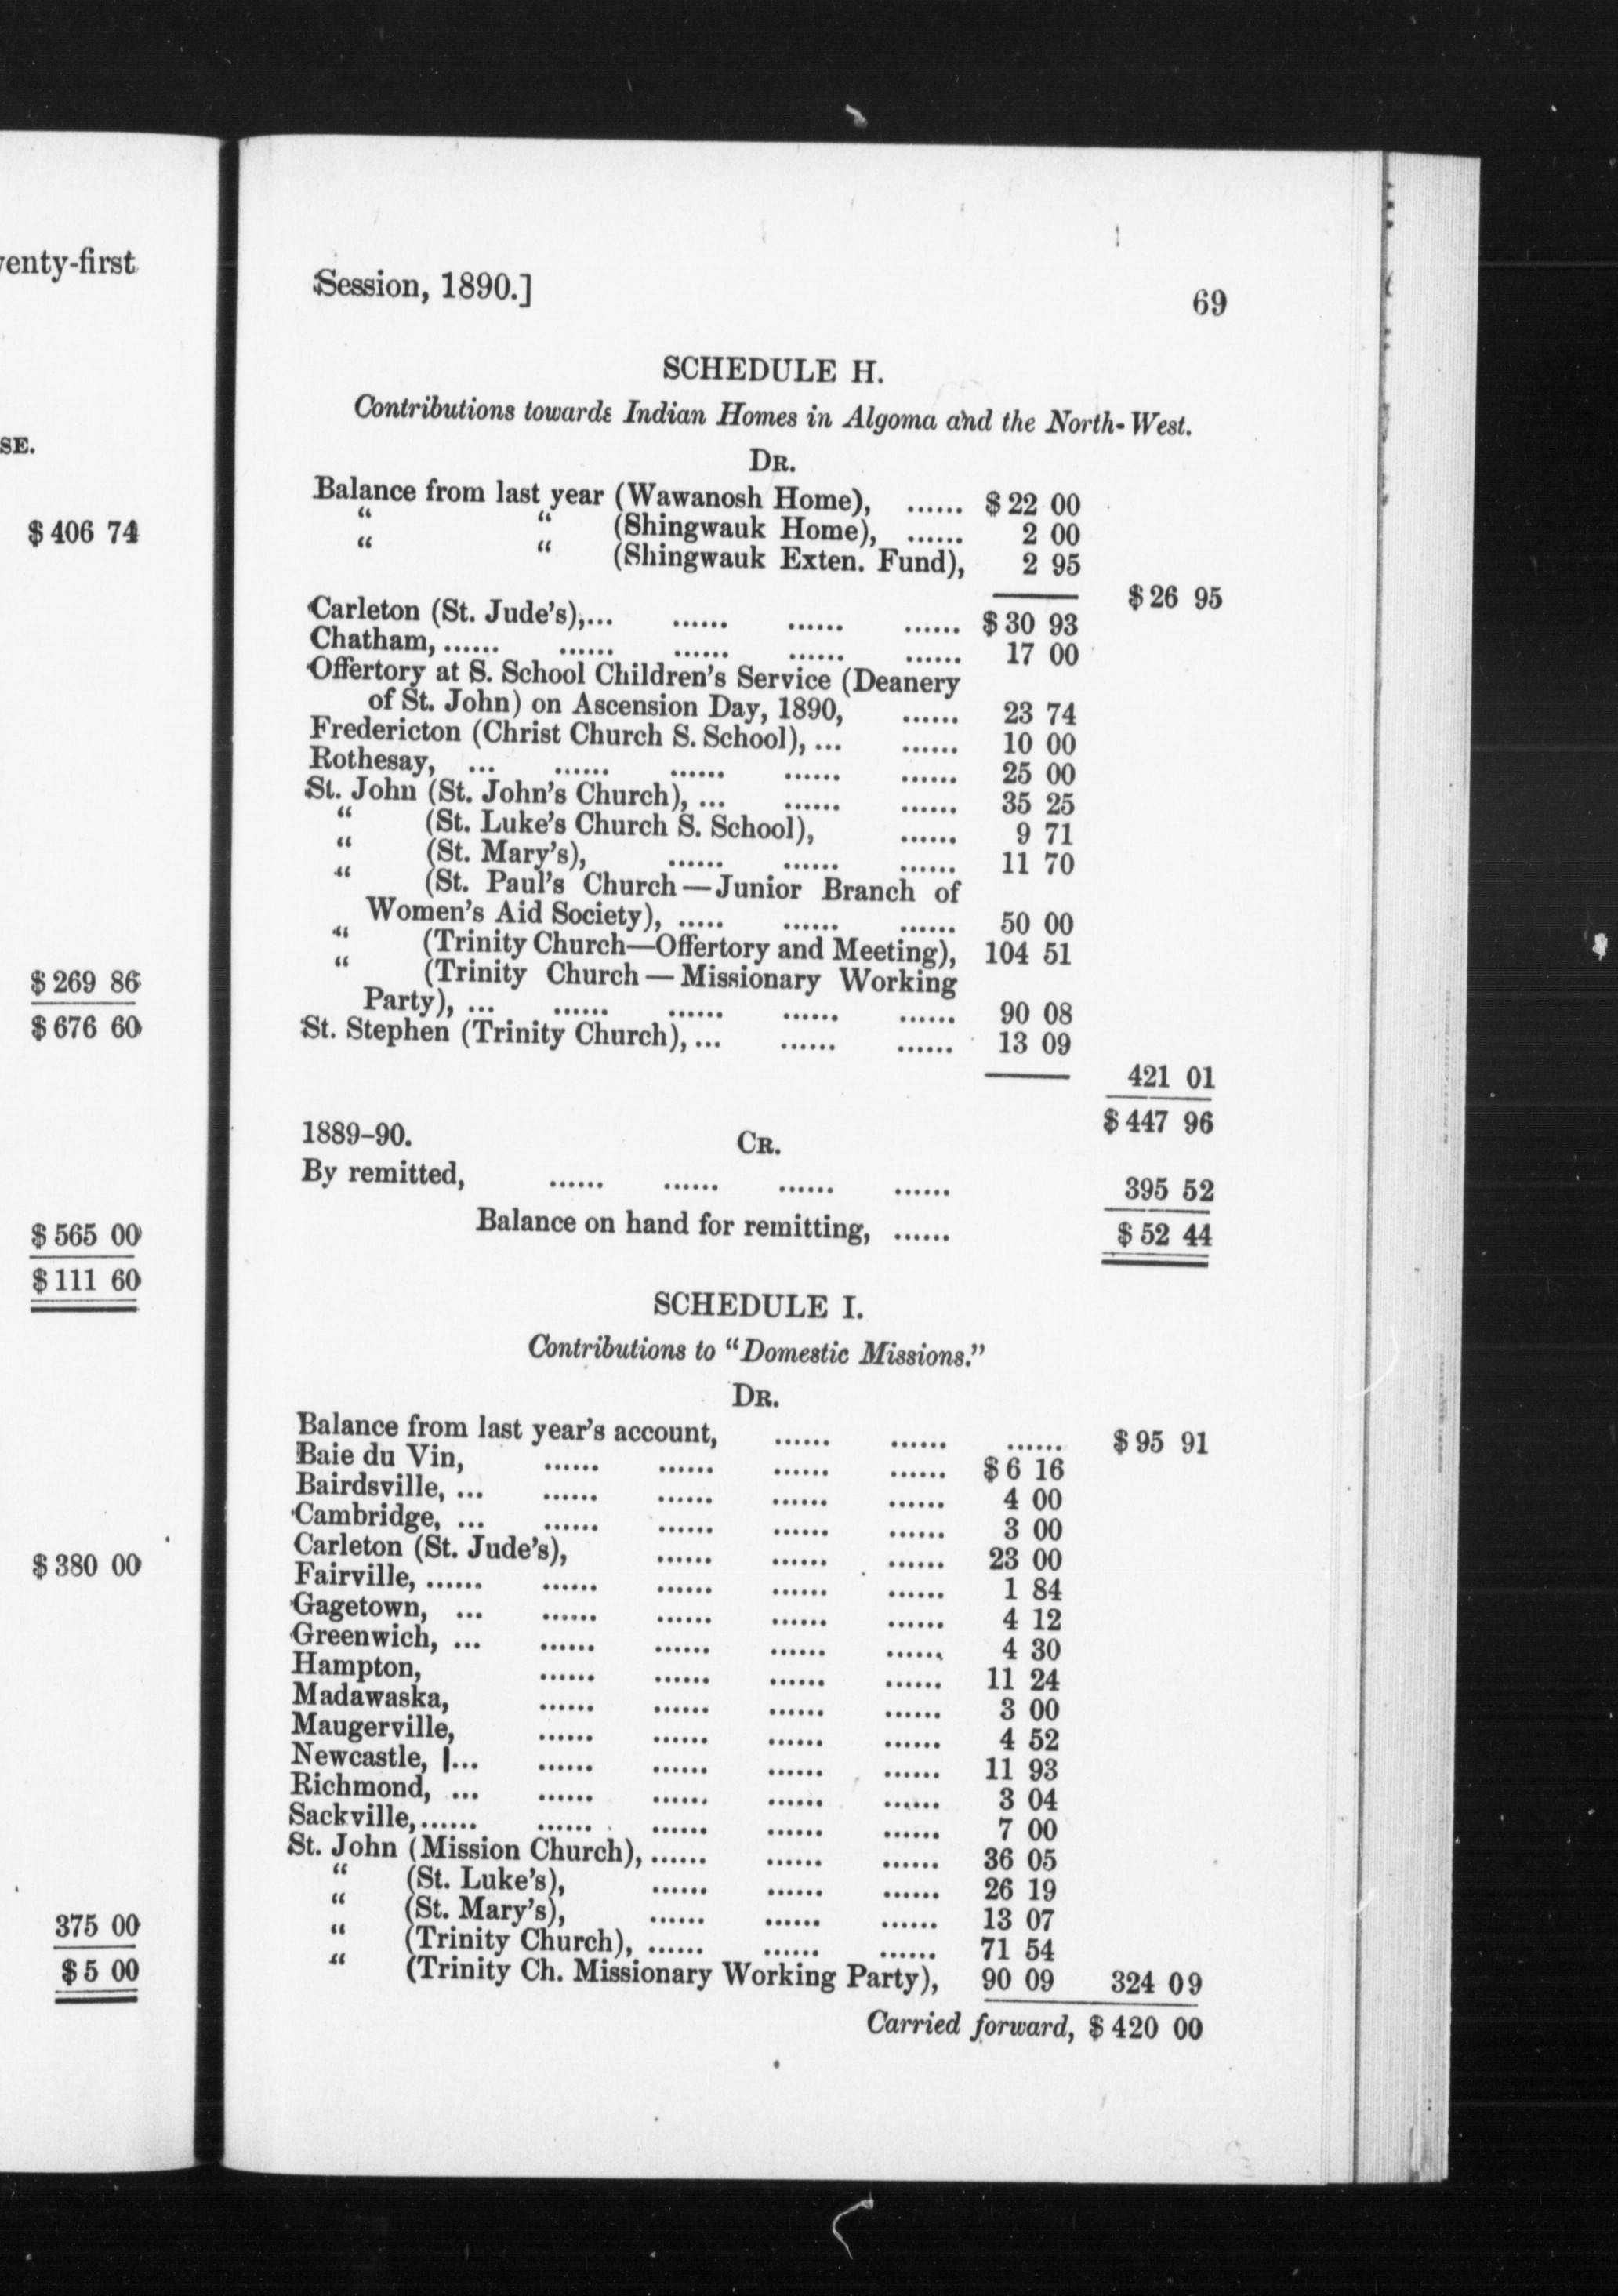 venty-first
SE.
$ 406 74
$ 269 86
$ 676 60
$ 565 00
$ 111 60
$ 380 00
375 00
$ 5 00
Session, 1890.] 69
SCHEDULE H.
Contributions towards Indian Homes in Algoma and the North-West.
DR.
Balance from last year (Wawanosh Home), ...... $ 22 00
“ “ (Shingwauk Home), ...... 2 00
“ “ (Shingwauk Exten. Fund), 2 95
$ 26 95
Carleton (St. Jude's),... ...... ...... ...... $ 30 93
Chatham, ...... ...... ...... ...... ...... 17 00
Offertory at S. School Children's Service (Deanery
of St. John) on Ascension Day, 1890, ...... 23 74
Fredericton (Christ Church S. School), ... ...... 10 00
Rothesay, ... ...... ...... ...... ...... 25 00
St. John (St. John's Church), ... ...... ...... 35 25
“ (St. Luke's Church S. School), ...... 9 71
“ (St. Mary's), ...... ...... ...... 11 70
“ (St. Paul's Church—Junior Branch of
Women's Aid Society), ..... ...... ...... 50 00
“ (Trinity Church—Offertory and Meeting), 104 51
“ (Trinity Church—Missionary Working
Party), ... ...... ...... ...... ...... 90 08
St. Stephen (Trinity Church), ... ...... ...... 13 09
421 01
$ 447 96
1889–90. CR.
By remitted, ...... ...... ...... ...... 395 52
Balance on hand for remitting, ...... $ 52 44
SCHEDULE I.
Contributions to “Domestic Missions.”
DR.
Balance from last year's account, ...... ...... ...... $ 95 91
Baie du Vin, ...... ...... ...... ...... $ 6 16
Bairdsville, ... ...... ...... ...... ...... 4 00
Cambridge, ... ...... ...... ...... ...... 3 00
Carleton (St. Jude's), ...... ...... ...... 23 00
Fairville, ...... ...... ...... ...... ...... 1 84
Gagetown, ... ...... ...... ...... ...... 4 12
Greenwich, ... ...... ...... ...... ...... 4 30
Hampton, ...... ...... ...... ...... 11 24
Madawaska, ...... ...... ...... ...... 3 00
Maugerville, ...... ...... ...... ...... 4 52
Newcastle, ... ...... ...... ...... ...... 11 93
Richmond, ... ...... ...... ...... ...... 3 04
Sackville,...... ...... ...... ...... ...... 7 00
St. John (Mission Church), ...... ...... ...... 36 05
“ (St. Luke's), ...... ...... ...... 26 19
“ (St. Mary's), ...... ...... ...... 13 07
“ (Trinity Church), ...... ...... ...... 71 54
“ (Trinity Ch. Missionary Working Party), 90 09 324 09
Carried forward, $ 420 00